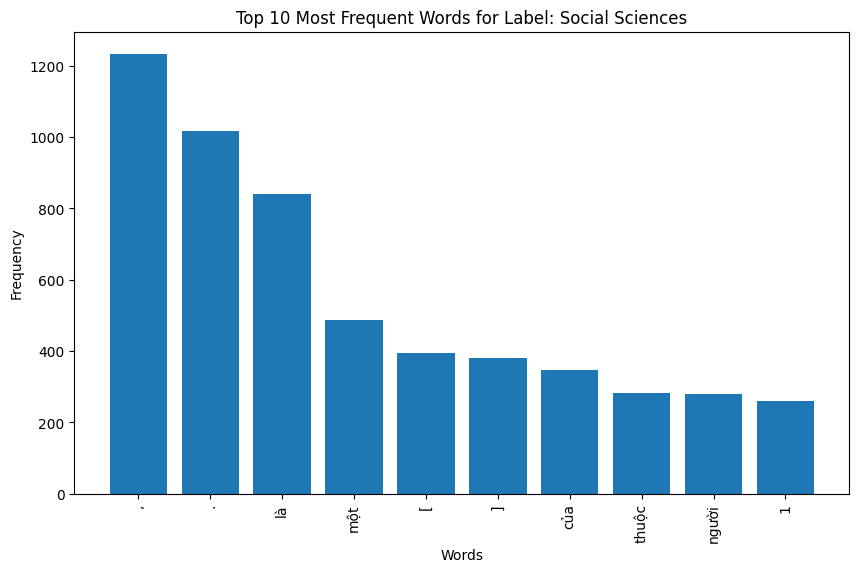 Top 10 Most Frequent Words for Label: Social Sciences
Frequency
1200
1000
800
600
400
200
0
, . là một [ ] của thuộc người 1
Words